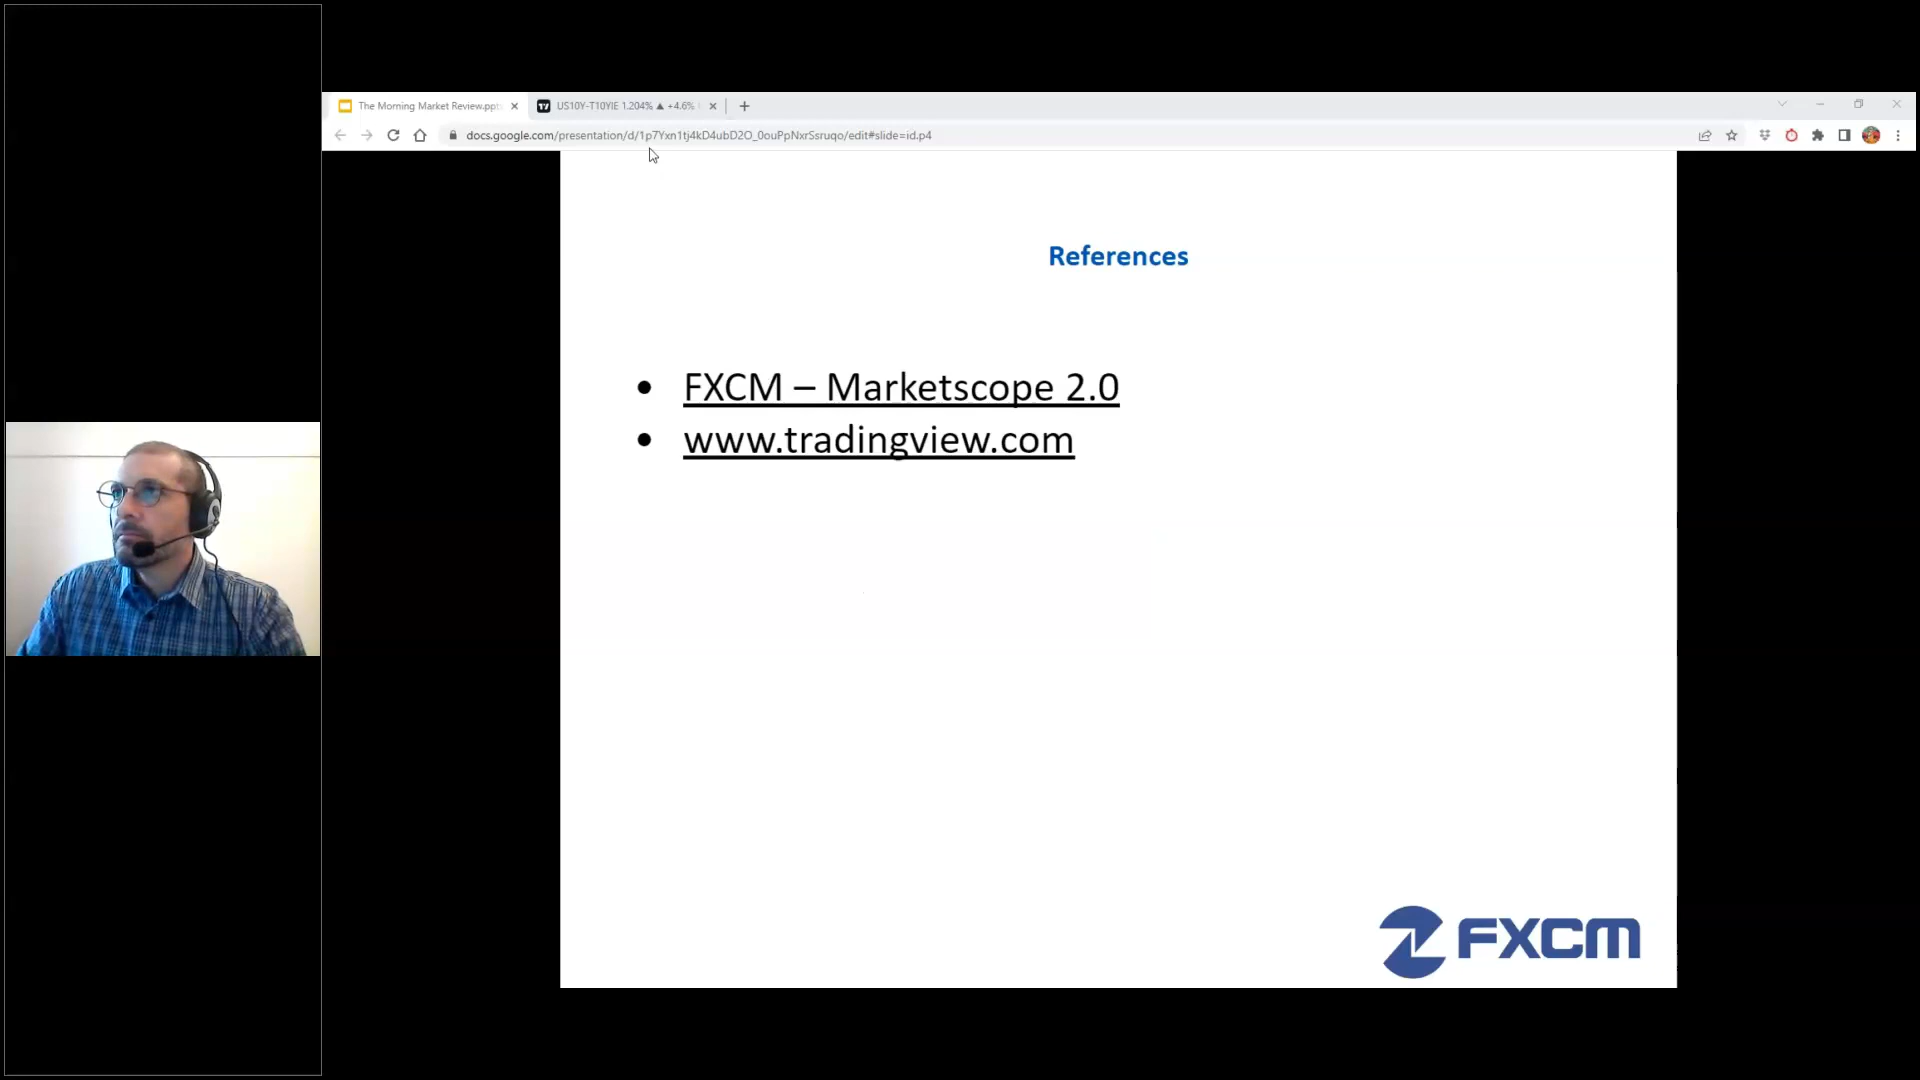 The Morning Market Review.ppt
US10Y-T10YIE 1.204% ▲ +4.6%
docs.google.com/presentation/d/1p7Yxn1tj4kD4ubD2O_0ouPpNxrSsruqo/edit#slide=id.p4
References
• FXCM – Marketscope 2.0
• www.tradingview.com
FXCM